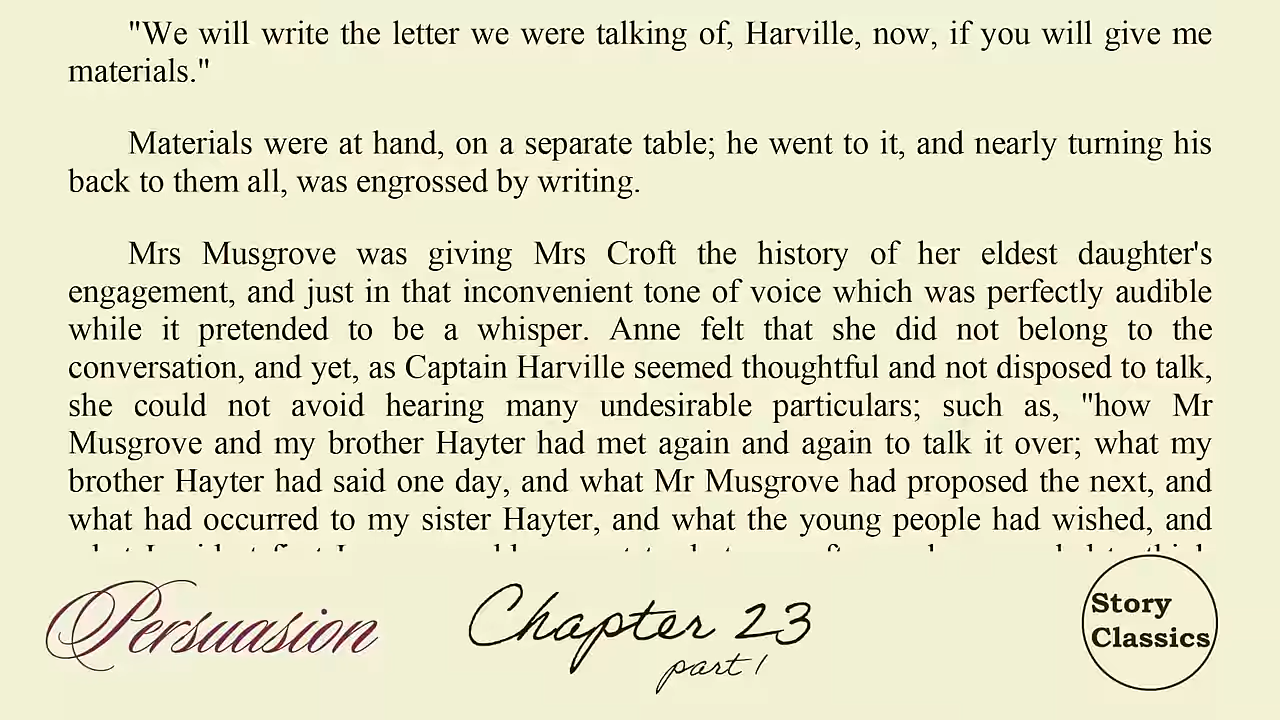 "We will write the letter we were talking of, Harville, now, if you will give me
materials."
Materials were at hand, on a separate table; he went to it, and nearly turning his
back to them all, was engrossed by writing.
Mrs Musgrove was giving Mrs Croft the history of her eldest daughter's
engagement, and just in that inconvenient tone of voice which was perfectly audible
while it pretended to be a whisper. Anne felt that she did not belong to the
conversation, and yet, as Captain Harville seemed thoughtful and not disposed to talk,
she could not avoid hearing many undesirable particulars; such as, "how Mr
Musgrove and my brother Hayter had met again and again to talk it over; what my
brother Hayter had said one day, and what Mr Musgrove had proposed the next, and
what had occurred to my sister Hayter, and what the young people had wished, and
Persuasion
Chapter 23
part 1
Story
Classics